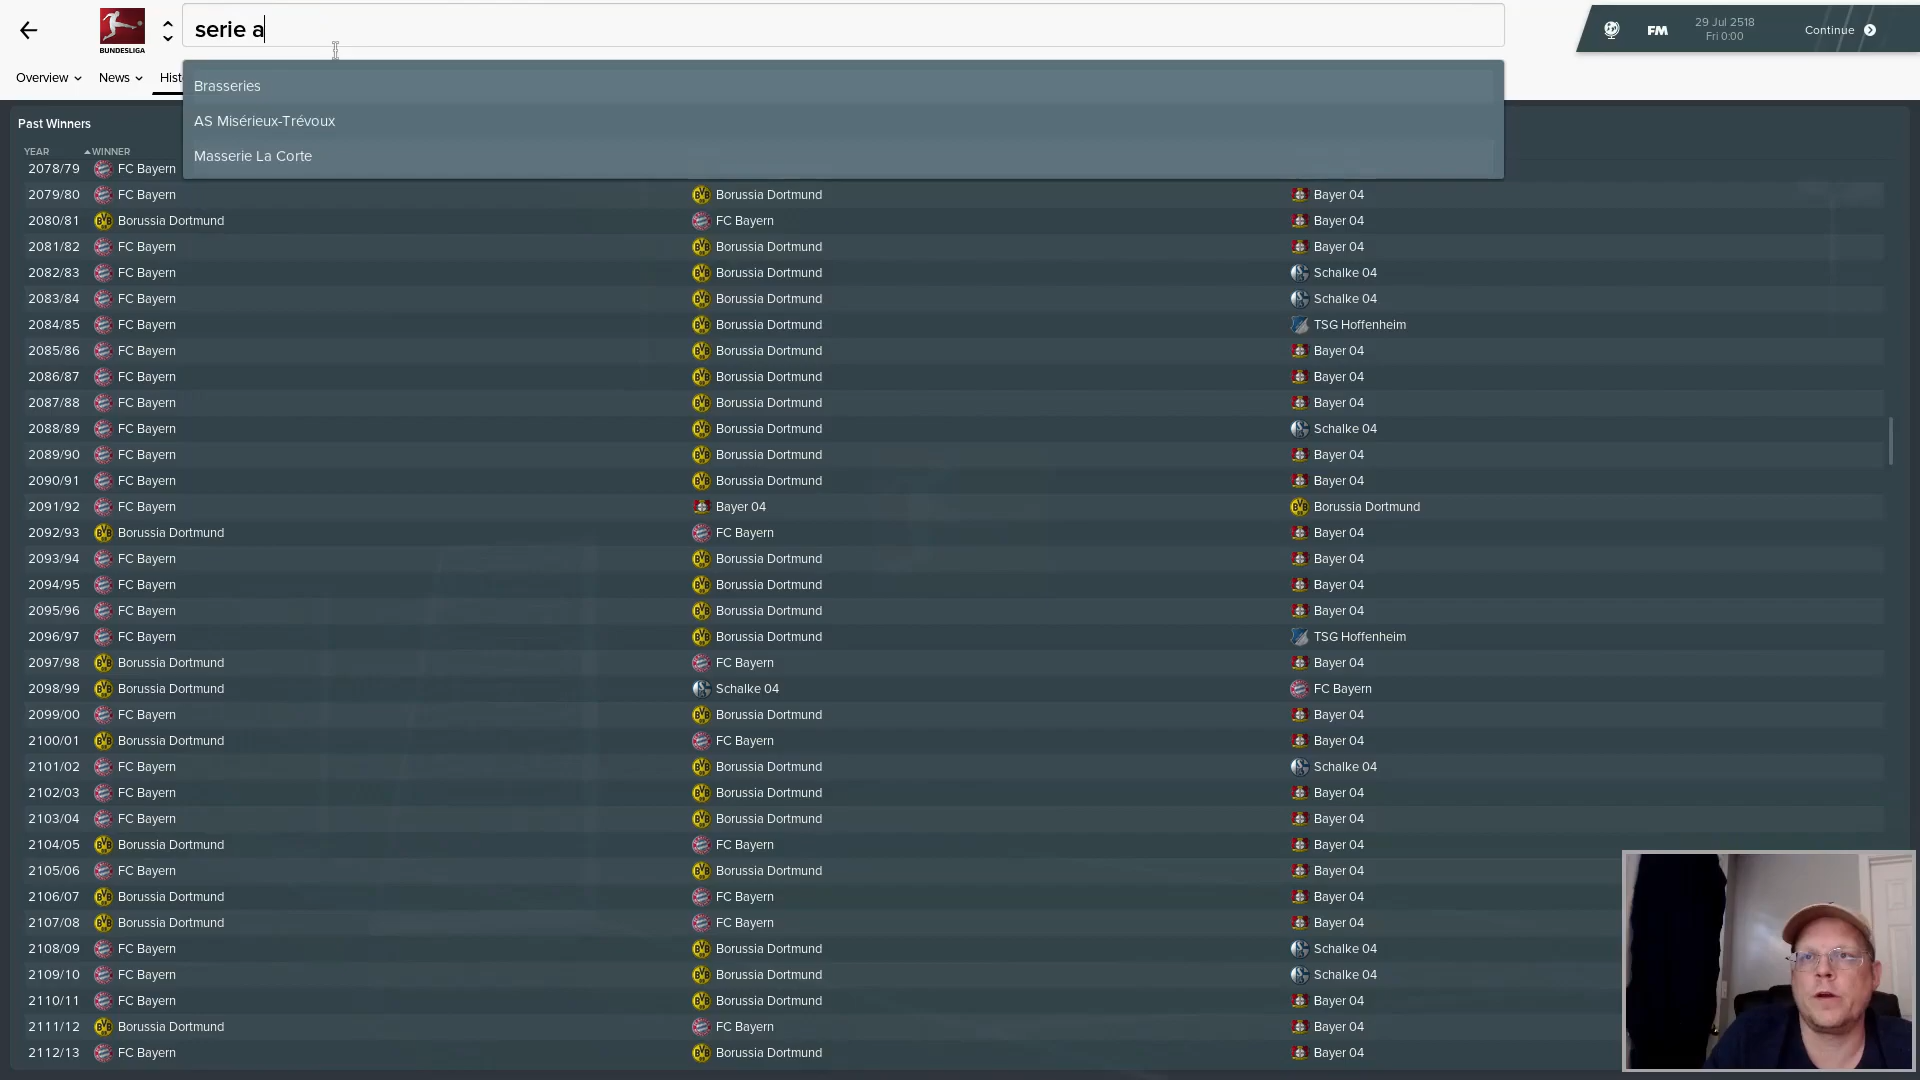 serie a
BUNDESLIGA
FM
29 Jul 2518
Fri 0:00
Continue
Overview
News
Hist
Brasseries
AS Misérieux-Trévoux
Masserie La Corte
Past Winners
YEAR WINNER
2078/79 FC Bayern
2079/80 FC Bayern Borussia Dortmund Bayer 04
2080/81 Borussia Dortmund FC Bayern Bayer 04
2081/82 FC Bayern Borussia Dortmund Bayer 04
2082/83 FC Bayern Borussia Dortmund Schalke 04
2083/84 FC Bayern Borussia Dortmund Schalke 04
2084/85 FC Bayern Borussia Dortmund TSG Hoffenheim
2085/86 FC Bayern Borussia Dortmund Bayer 04
2086/87 FC Bayern Borussia Dortmund Bayer 04
2087/88 FC Bayern Borussia Dortmund Bayer 04
2088/89 FC Bayern Borussia Dortmund Schalke 04
2089/90 FC Bayern Borussia Dortmund Bayer 04
2090/91 FC Bayern Borussia Dortmund Bayer 04
2091/92 FC Bayern Bayer 04 Borussia Dortmund
2092/93 Borussia Dortmund FC Bayern Bayer 04
2093/94 FC Bayern Borussia Dortmund Bayer 04
2094/95 FC Bayern Borussia Dortmund Bayer 04
2095/96 FC Bayern Borussia Dortmund Bayer 04
2096/97 FC Bayern Borussia Dortmund TSG Hoffenheim
2097/98 Borussia Dortmund FC Bayern Bayer 04
2098/99 Borussia Dortmund Schalke 04 FC Bayern
2099/00 FC Bayern Borussia Dortmund Bayer 04
2100/01 Borussia Dortmund FC Bayern Bayer 04
2101/02 FC Bayern Borussia Dortmund Schalke 04
2102/03 FC Bayern Borussia Dortmund Bayer 04
2103/04 FC Bayern Borussia Dortmund Bayer 04
2104/05 Borussia Dortmund FC Bayern Bayer 04
2105/06 FC Bayern Borussia Dortmund Bayer 04
2106/07 Borussia Dortmund FC Bayern Bayer 04
2107/08 Borussia Dortmund FC Bayern Bayer 04
2108/09 FC Bayern Borussia Dortmund Schalke 04
2109/10 FC Bayern Borussia Dortmund Schalke 04
2110/11 FC Bayern Borussia Dortmund Bayer 04
2111/12 Borussia Dortmund FC Bayern Bayer 04
2112/13 FC Bayern Borussia Dortmund Bayer 04